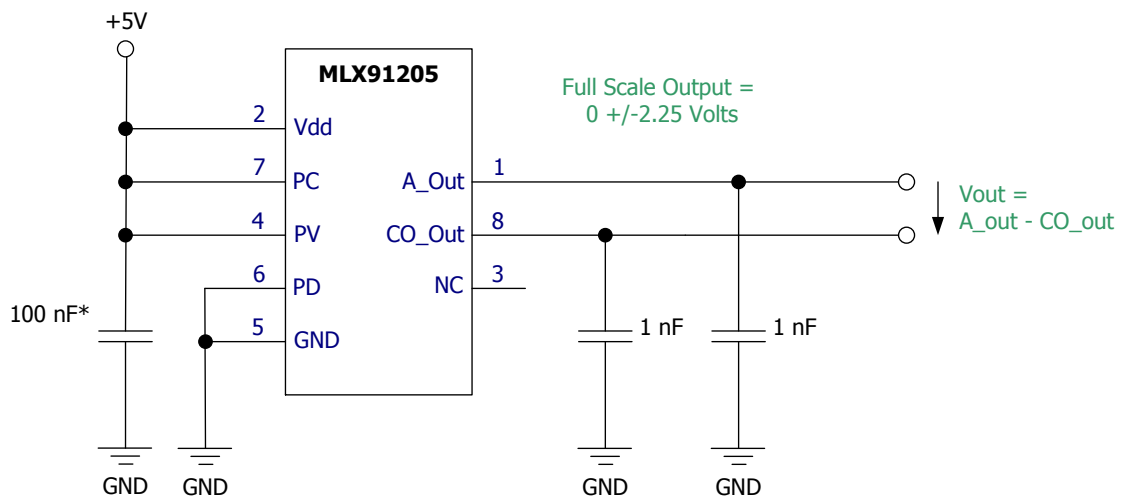 +5V
MLX91205
Full Scale Output =
0 +/-2.25 Volts
2
Vdd
7
PC
A_Out
1
4
PV
CO_Out
8
6
PD
NC
3
5
GND
Vout =
A_out - CO_out
100 nF*
1 nF
1 nF
GND
GND
GND
GND